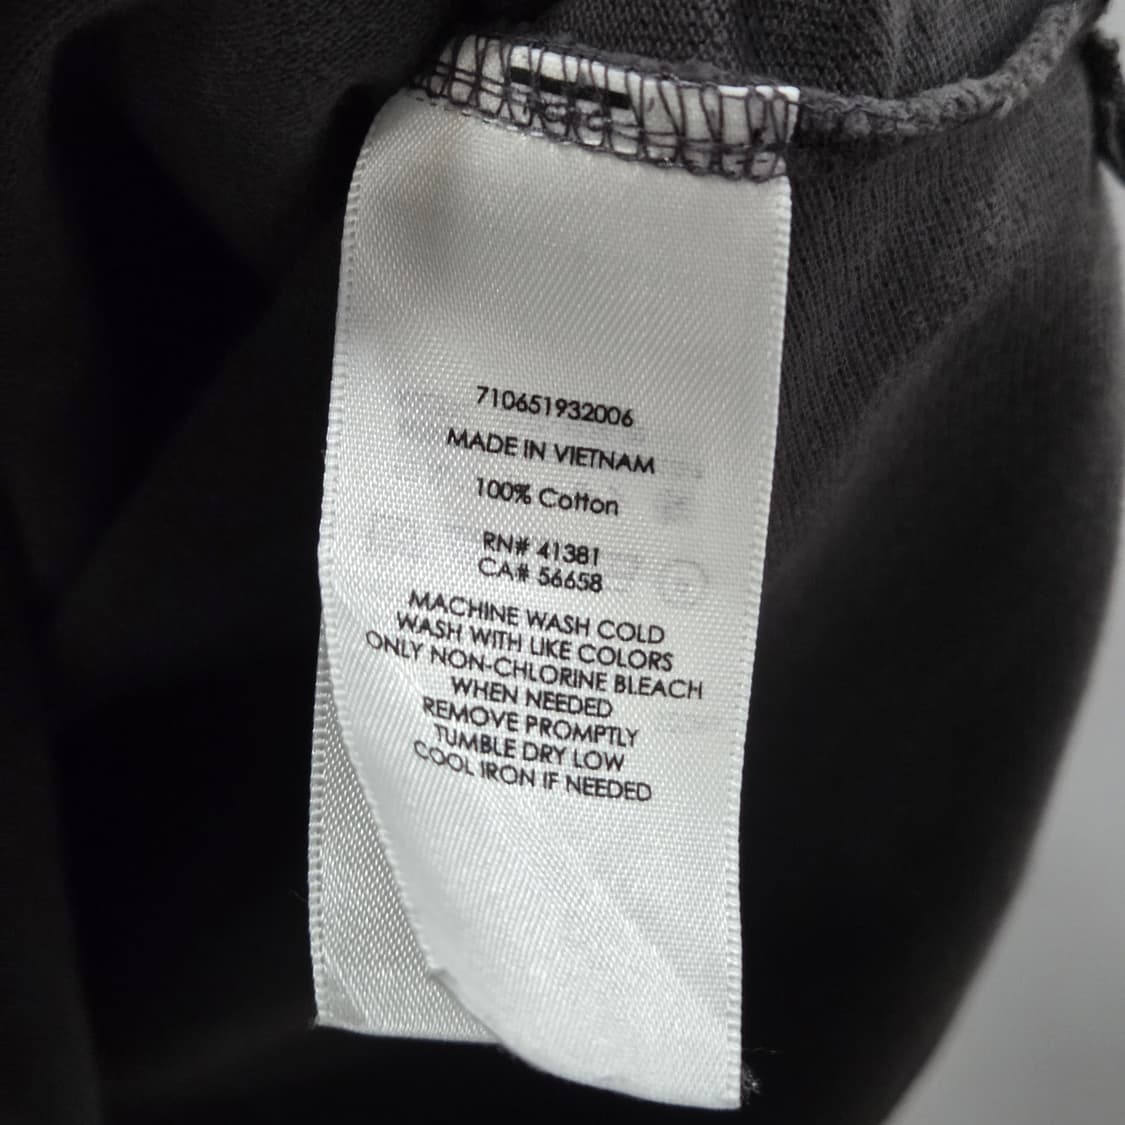 710651932006
MADE IN VIETNAM
100% Cotton
RN# 41381
CA# 56658
MACHINE WASH COLD
WASH WITH LIKE COLORS
ONLY NON-CHLORINE BLEACH
WHEN NEEDED
REMOVE PROMPTLY
TUMBLE DRY LOW
COOL IRON IF NEEDED